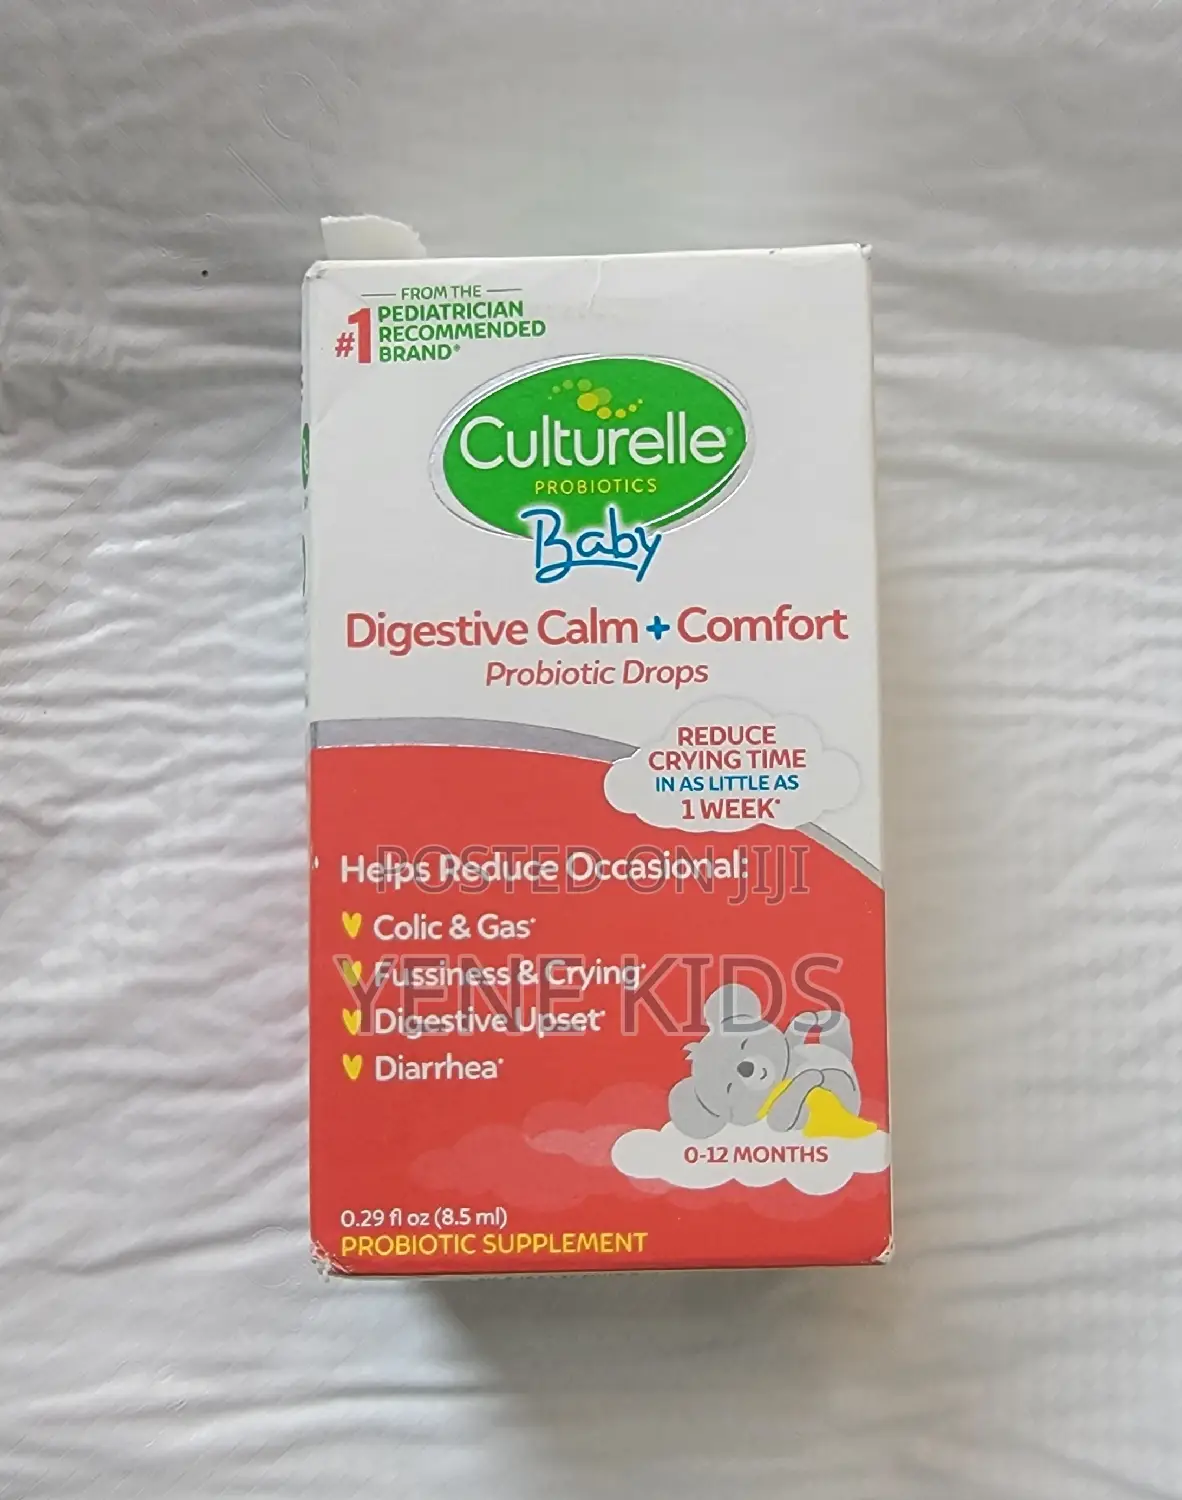 FROM THE
#1 PEDIATRICIAN
RECOMMENDED
BRAND*
Culturelle®
PROBIOTICS
Baby
Digestive Calm + Comfort
Probiotic Drops
REDUCE
CRYING TIME
IN AS LITTLE AS
1 WEEK*
Helps Reduce Occasional:
POSTED ON JIJI
Colic & Gas*
Fussiness & Crying*
YENE KIDS
Digestive Upset*
Diarrhea*
0-12 MONTHS
0.29 fl oz (8.5 ml)
PROBIOTIC SUPPLEMENT